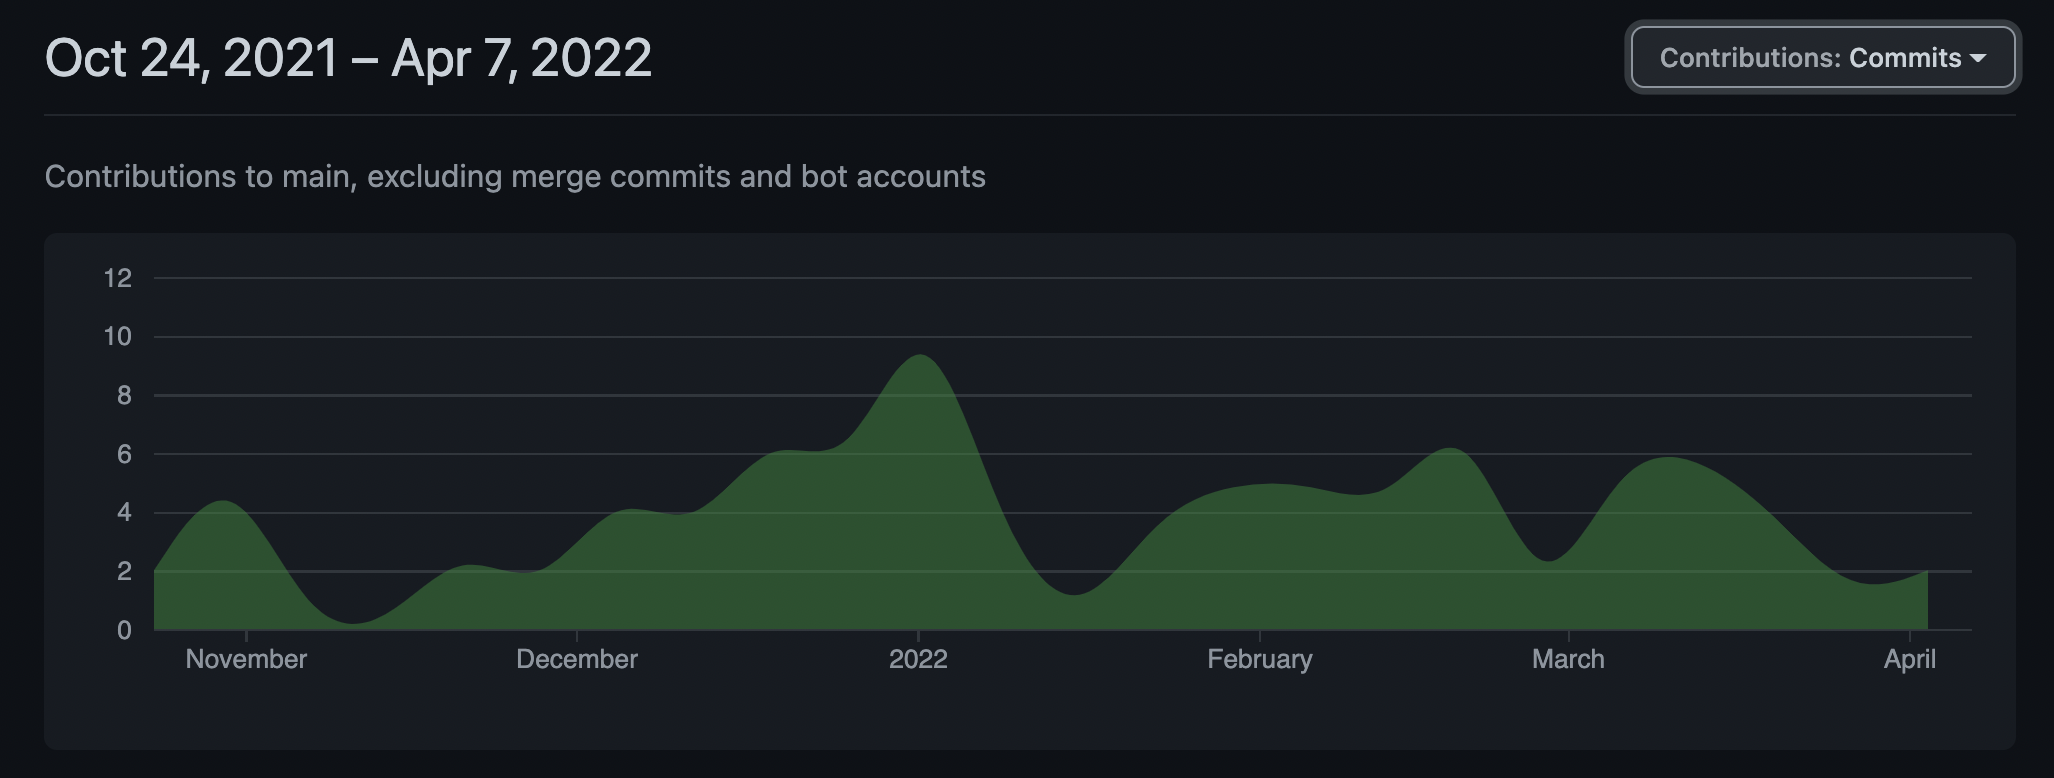 Oct 24, 2021 – Apr 7, 2022
Contributions: Commits
Contributions to main, excluding merge commits and bot accounts
12
10
8
6
4
2
0
November December 2022 February March April